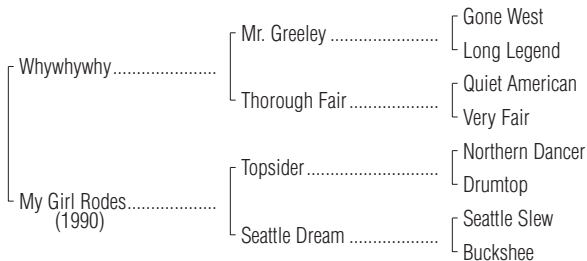 Gone West
Mr. Greeley ....................
Long Legend
Whywhywhy....................
Quiet American
Thorough Fair ..................
Very Fair
Northern Dancer
Topsider.........................
Drumtop
My Girl Rodes.................
(1990)
Seattle Slew
Seattle Dream ..................
Buckshee